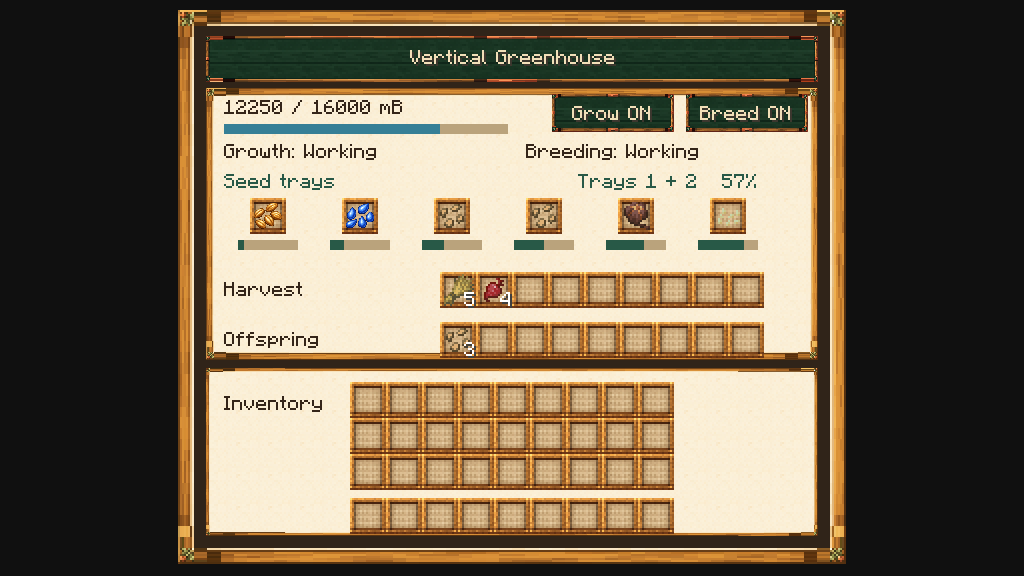 Vertical Greenhouse
12250 / 16000 mB
Grow ON
Breed ON
Growth: Working
Breeding: Working
Seed trays
Trays 1 + 2 57%
Harvest
5
4
Offspring
3
Inventory